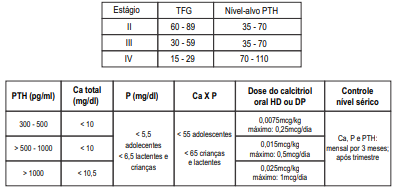 Estágio TFG Nível-alvo PTH
II 60 - 89 35 - 70
III 30 - 59 35 - 70
IV 15 - 29 70 - 110
PTH (pg/ml) Ca total (mg/dl) P (mg/dl) Ca X P Dose do calcitriol oral HD ou DP Controle nível sérico
300 - 500 < 10 < 5,5 adolescentes < 6,5 lactentes e crianças < 55 adolescentes < 65 crianças e lactentes 0,0075mcg/kg máximo: 0,25mcg/dia Ca, P e PTH: mensal por 3 meses; após trimestre
> 500 - 1000 < 10 0,015mcg/kg máximo: 0,5mcg/dia
> 1000 < 10,5 0,025mcg/kg máximo: 1mcg/dia